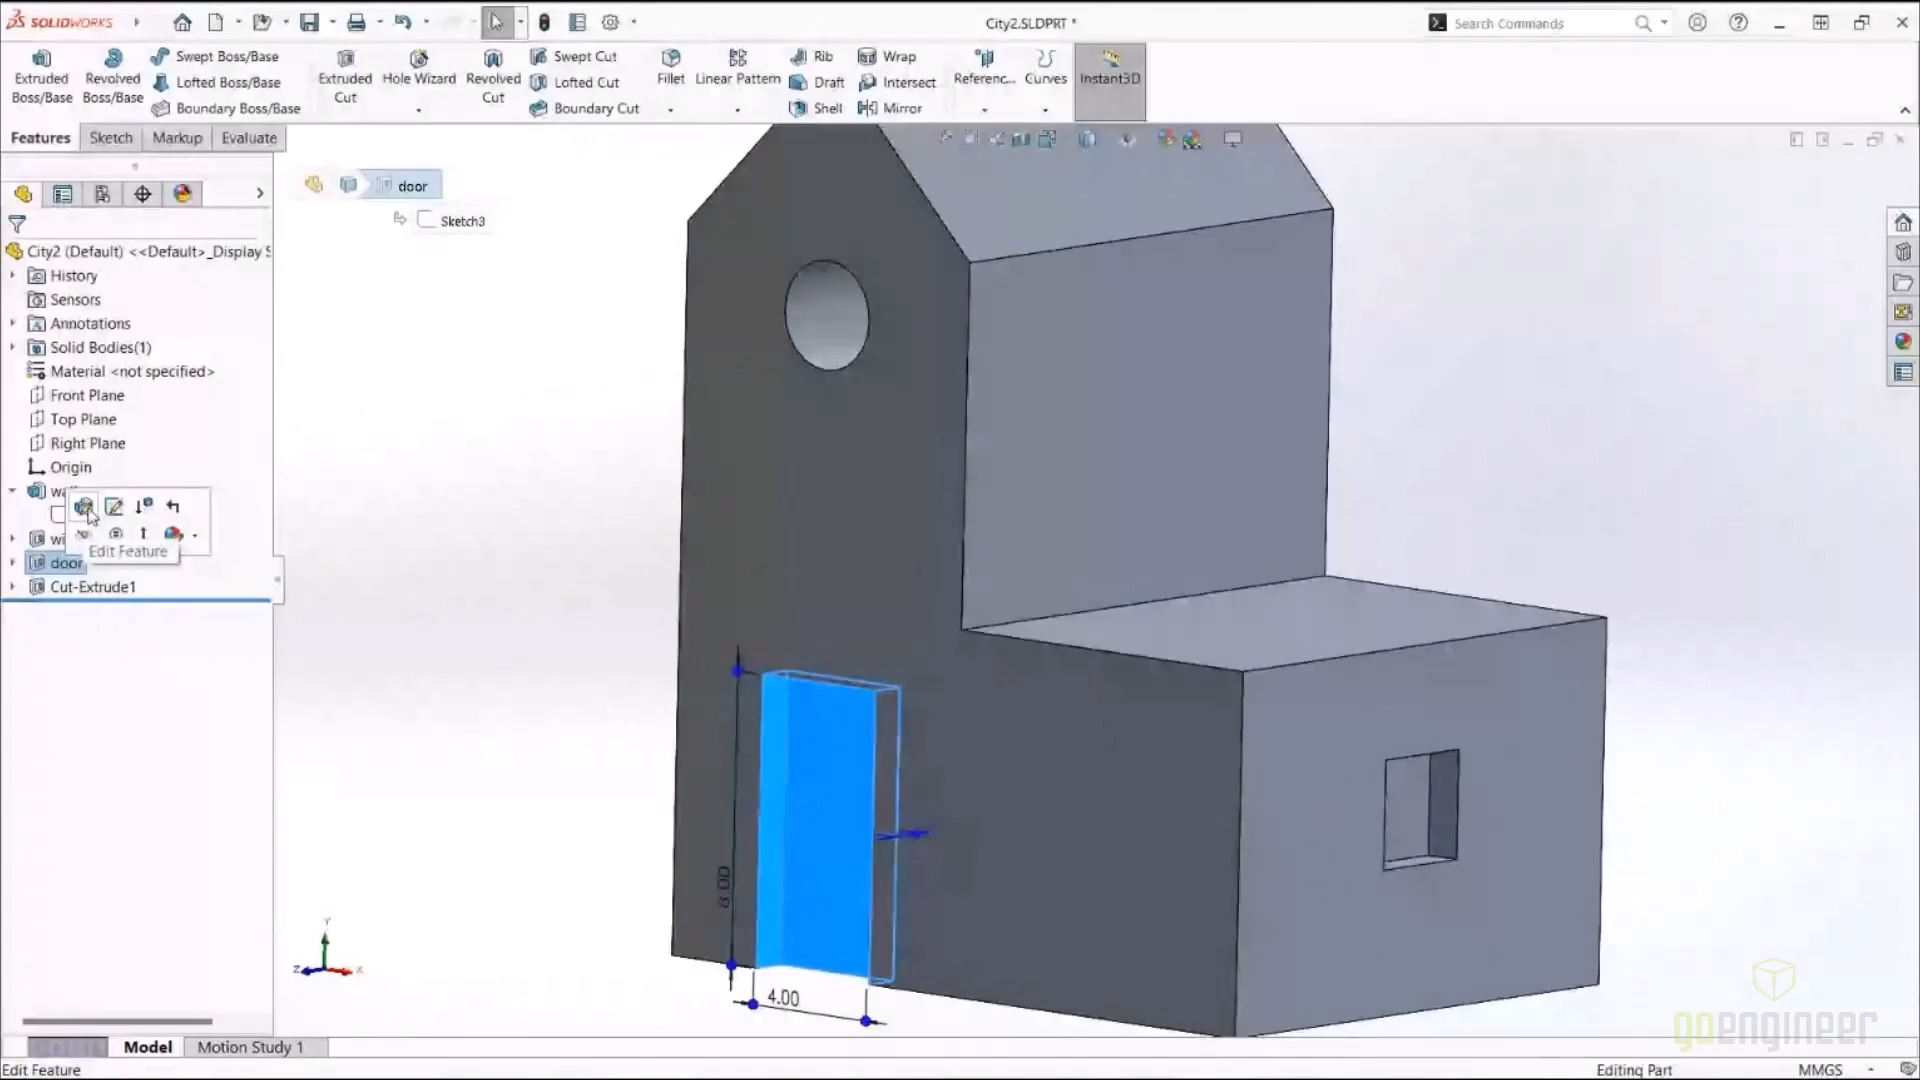 SOLIDWORKS
City2.SLDPRT *
Search Commands
Extruded Boss/Base
Revolved Boss/Base
Swept Boss/Base
Lofted Boss/Base
Boundary Boss/Base
Extruded Cut
Hole Wizard
Revolved Cut
Swept Cut
Lofted Cut
Boundary Cut
Fillet
Linear Pattern
Rib
Draft
Shell
Wrap
Intersect
Mirror
Referenc...
Curves
Instant3D
Features
Sketch
Markup
Evaluate
door
Sketch3
City2 (Default) <<Default>_Display S
History
Sensors
Annotations
Solid Bodies(1)
Material <not specified>
Front Plane
Top Plane
Right Plane
Origin
Edit Feature
door
Cut-Extrude1
8.00
4.00
Y
Z
X
goengineer
Model
Motion Study 1
Edit Feature
Editing Part
MMGS